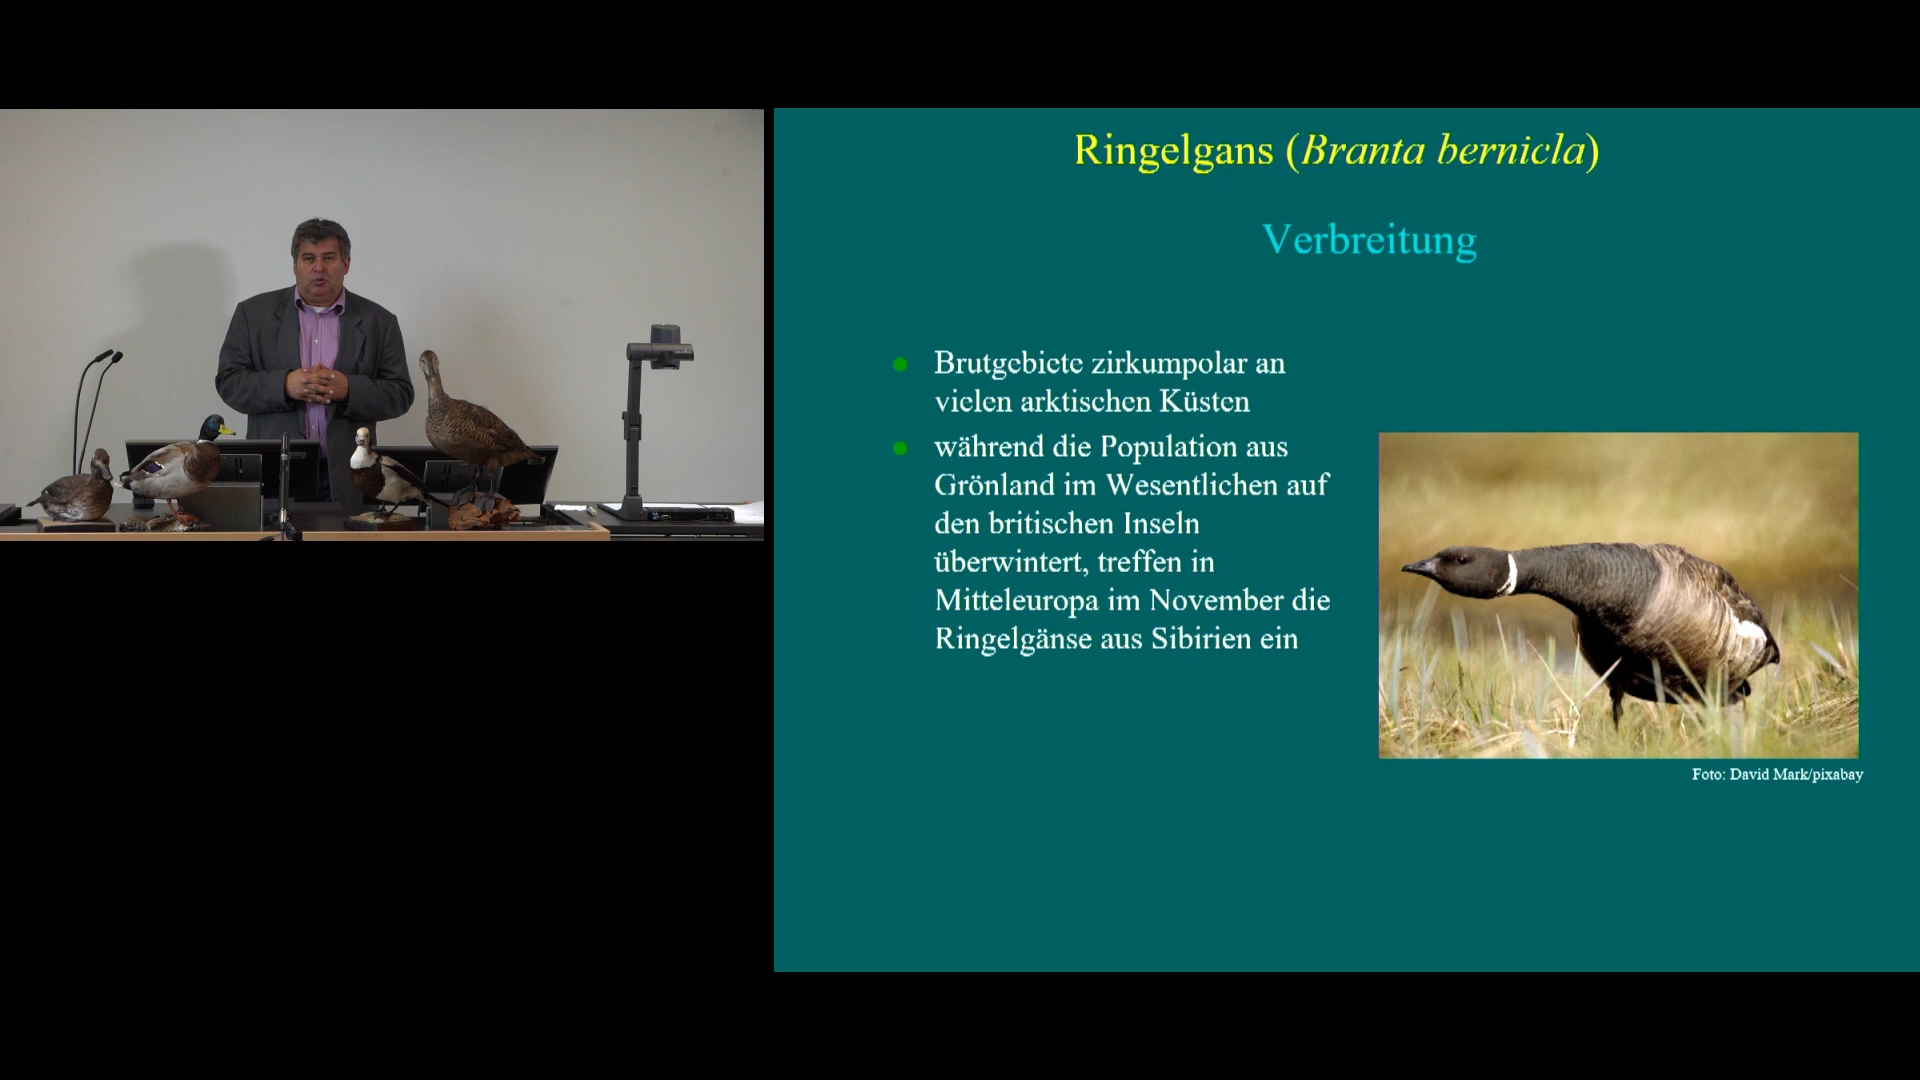 Ringelgans (Branta bernicla)
Verbreitung
Brutgebiete zirkumpolar an
vielen arktischen Küsten
während die Population aus
Grönland im Wesentlichen auf
den britischen Inseln
überwintert, treffen in
Mitteleuropa im November die
Ringelgänse aus Sibirien ein
Foto: David Mark/pixabay